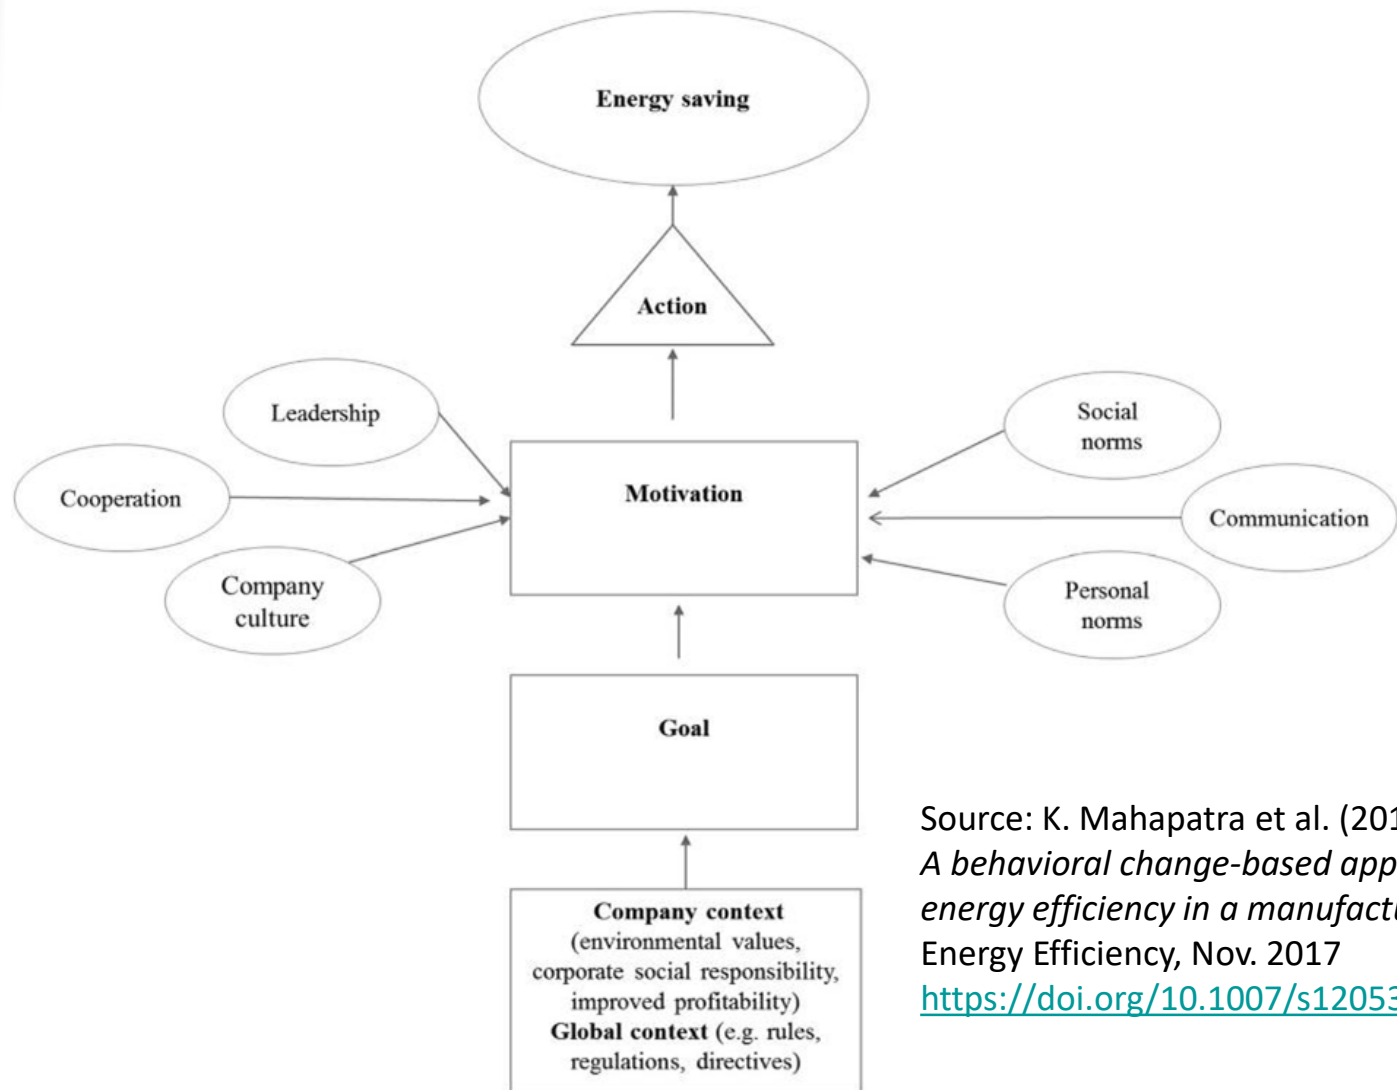 Energy saving
Action
Leadership
Social
norms
Cooperation
Motivation
Communication
Company
culture
Personal
norms
Goal
Company context
(environmental values,
corporate social responsibility,
improved profitability)
Global context (e.g. rules,
regulations, directives)
Source: K. Mahapatra et al. (201
A behavioral change-based app
energy efficiency in a manufact
Energy Efficiency, Nov. 2017
https://doi.org/10.1007/s12053